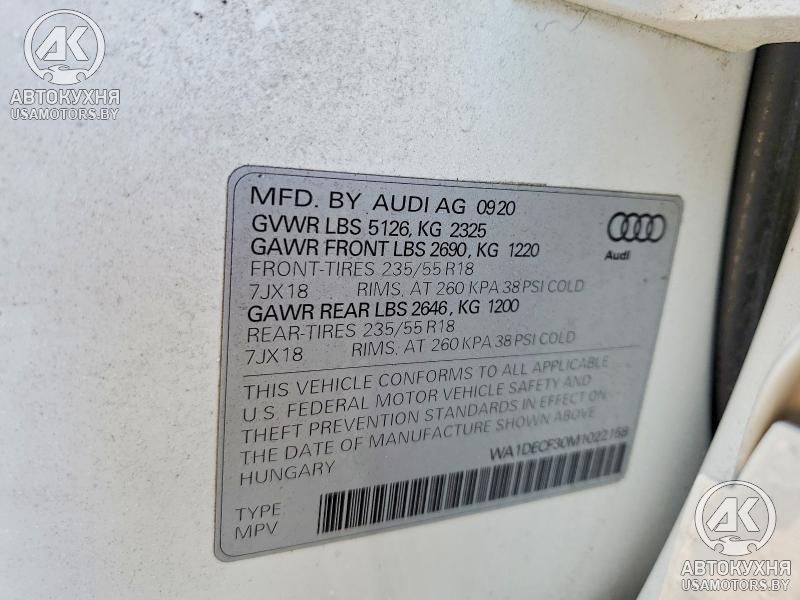 AK
АВТОКУХНЯ
USAMOTORS.BY
MFD. BY AUDI AG 0920
GVWR LBS 5126, KG 2325
GAWR FRONT LBS 2690, KG 1220
FRONT-TIRES 235/55 R18
7JX18 RIMS, AT 260 KPA 38 PSI COLD
GAWR REAR LBS 2646, KG 1200
REAR-TIRES 235/55 R18
7JX18 RIMS, AT 260 KPA 38 PSI COLD
Audi
THIS VEHICLE CONFORMS TO ALL APPLICABLE
U.S. FEDERAL MOTOR VEHICLE SAFETY AND
THEFT PREVENTION STANDARDS IN EFFECT ON
THE DATE OF MANUFACTURE SHOWN ABOVE
HUNGARY
WA1DECF30M1022158
TYPE
MPV
AK
АВТОКУХНЯ
USAMOTORS.BY